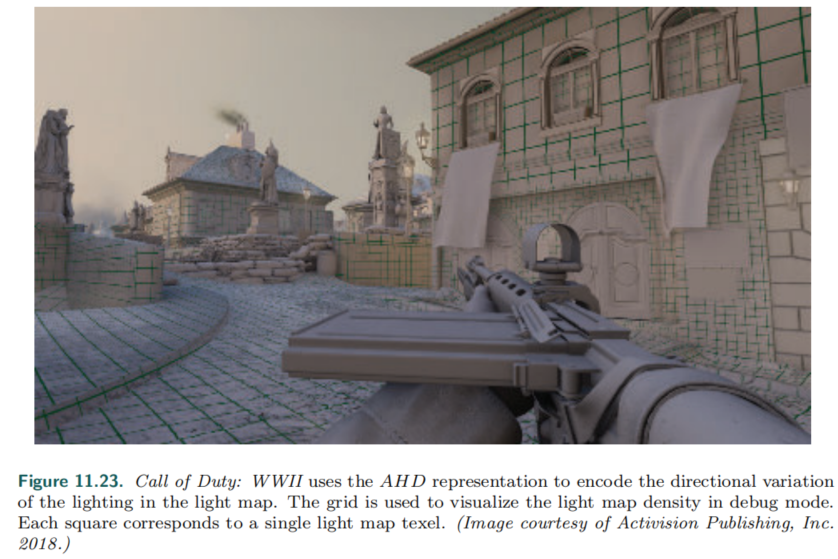 Figure 11.23. Call of Duty: WWII uses the AHD representation to encode the directional variation
of the lighting in the light map. The grid is used to visualize the light map density in debug mode.
Each square corresponds to a single light map texel. (Image courtesy of Activision Publishing, Inc.
2018.)